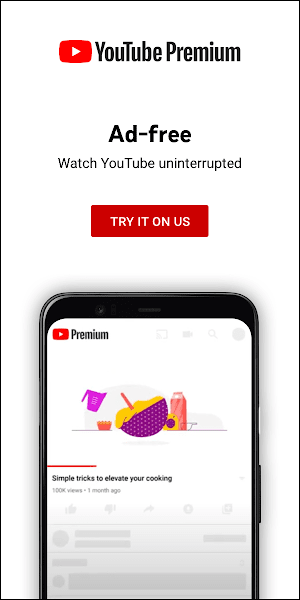 YouTube Premium
Ad-free
Watch YouTube uninterrupted
TRY IT ON US
Premium
Simple tricks to elevate your cooking
100K views • 1 month ago